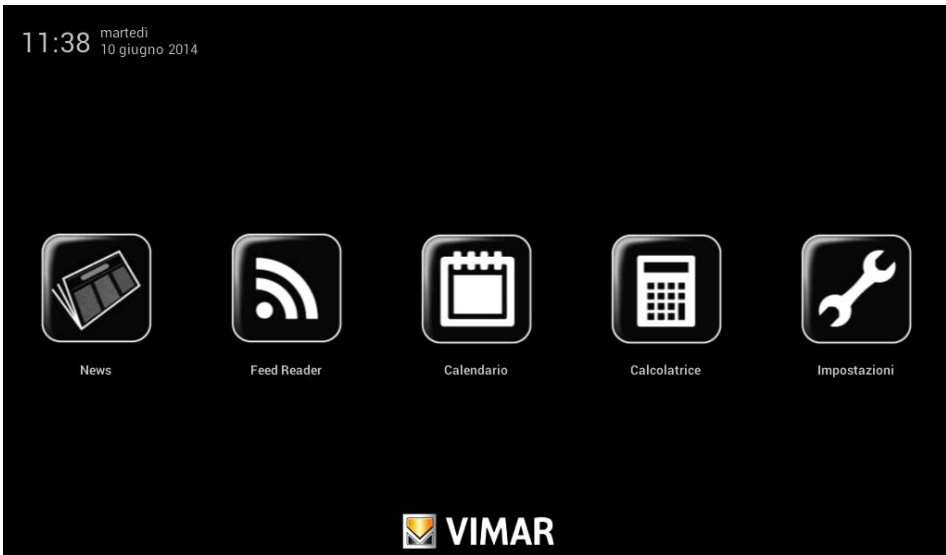 11:38
martedì
10 giugno 2014
News
Feed Reader
Calendario
Calcolatrice
Impostazioni
VIMAR